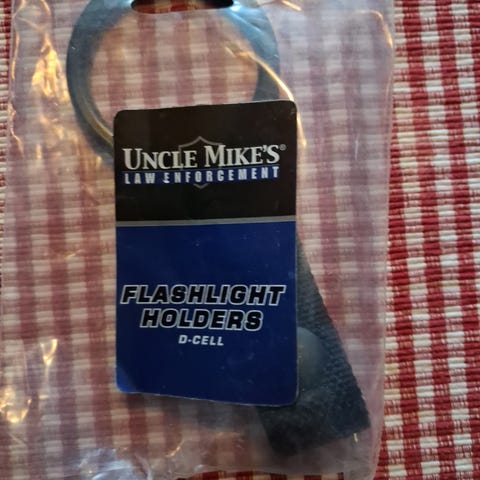 UNCLE MIKE'S®
LAW ENFORCEMENT
FLASHLIGHT
HOLDERS
D-CELL